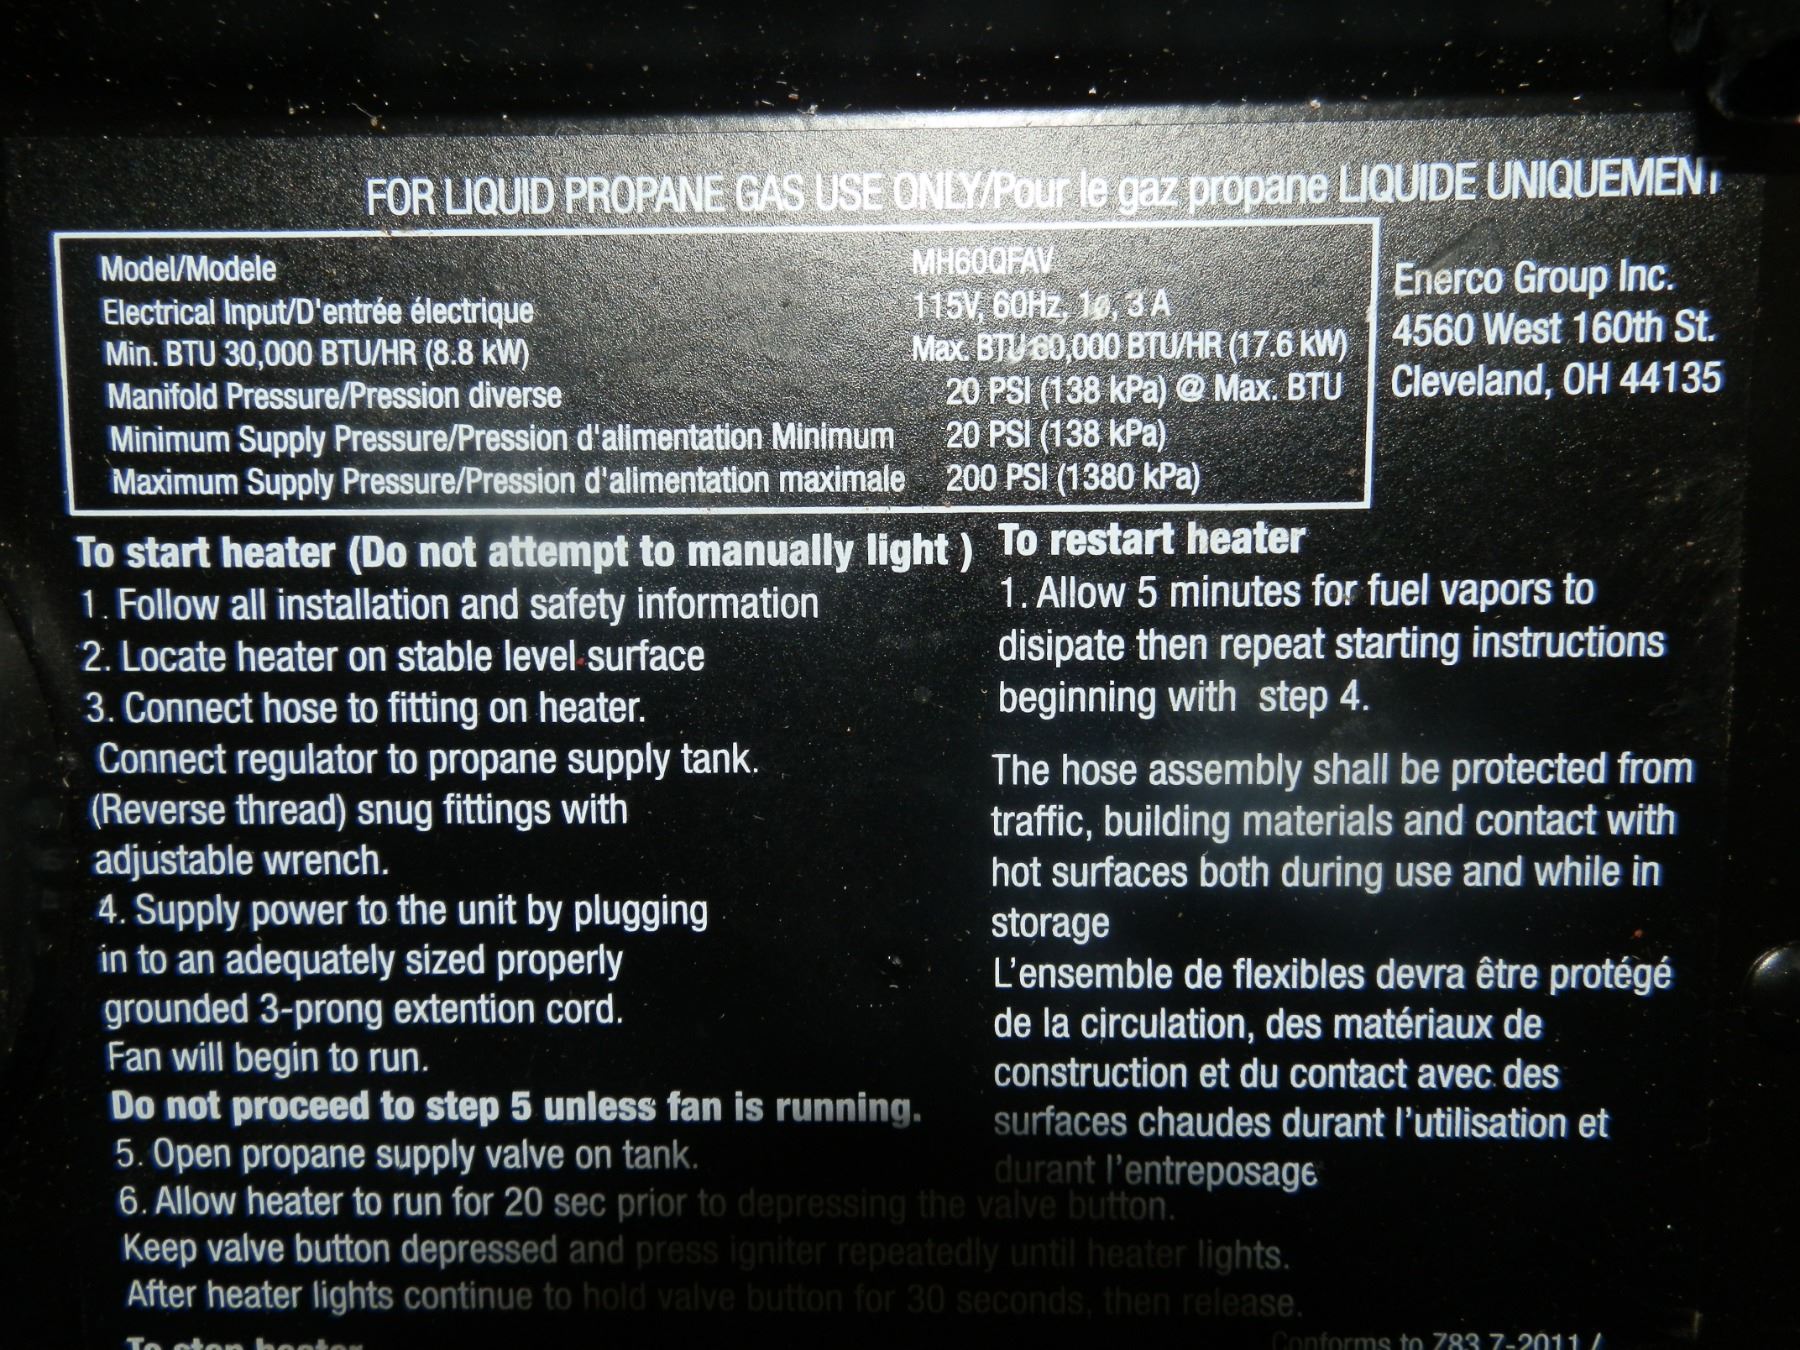 FOR LIQUID PROPANE GAS USE ONLY/Pour le gaz propane LIQUIDE UNIQUEMENT
Model/Modele MH60QFAV
Electrical Input/D'entrée électrique 115V, 60Hz, 1ø, 3 A
Min. BTU 30,000 BTU/HR (8.8 kW) Max. BTU 60,000 BTU/HR (17.6 kW)
Manifold Pressure/Pression diverse 20 PSI (138 kPa) @ Max. BTU
Minimum Supply Pressure/Pression d'alimentation Minimum 20 PSI (138 kPa)
Maximum Supply Pressure/Pression d'alimentation maximale 200 PSI (1380 kPa)
Enerco Group Inc.
4560 West 160th St.
Cleveland, OH 44135
To start heater (Do not attempt to manually light )
1. Follow all installation and safety information
2. Locate heater on stable level surface
3. Connect hose to fitting on heater.
Connect regulator to propane supply tank.
(Reverse thread) snug fittings with
adjustable wrench.
4. Supply power to the unit by plugging
in to an adequately sized properly
grounded 3-prong extention cord.
Fan will begin to run.
Do not proceed to step 5 unless fan is running.
5. Open propane supply valve on tank.
6. Allow heater to run for 20 sec prior to depressing the valve button.
Keep valve button depressed and press igniter repeatedly until heater lights.
After heater lights continue to hold valve button for 30 seconds, then release.
To stop heater
To restart heater
1. Allow 5 minutes for fuel vapors to
disipate then repeat starting instructions
beginning with step 4.
The hose assembly shall be protected from
traffic, building materials and contact with
hot surfaces both during use and while in
storage
L'ensemble de flexibles devra être protégé
de la circulation, des matériaux de
construction et du contact avec des
surfaces chaudes durant l'utilisation et
durant l'entreposage
Conforms to Z83.7-2011 /